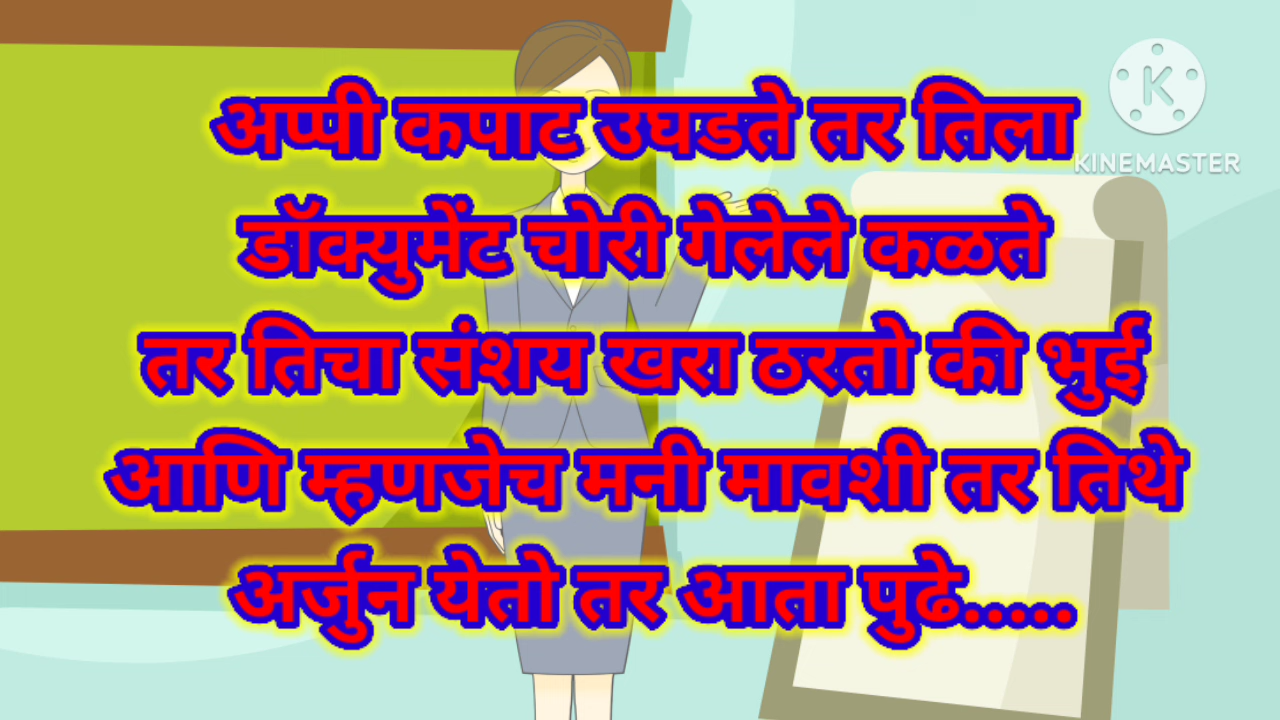 अप्पी कपाट उघडते तर तिला
KINEMASTER
डॉक्युमेंट चोरी गेलेले कळते
तर तिचा संशय खरा ठरतो की भुई
आणि म्हणजेच मनी मावशी तर तिथे
अर्जुन येतो तर आता पुढे.....